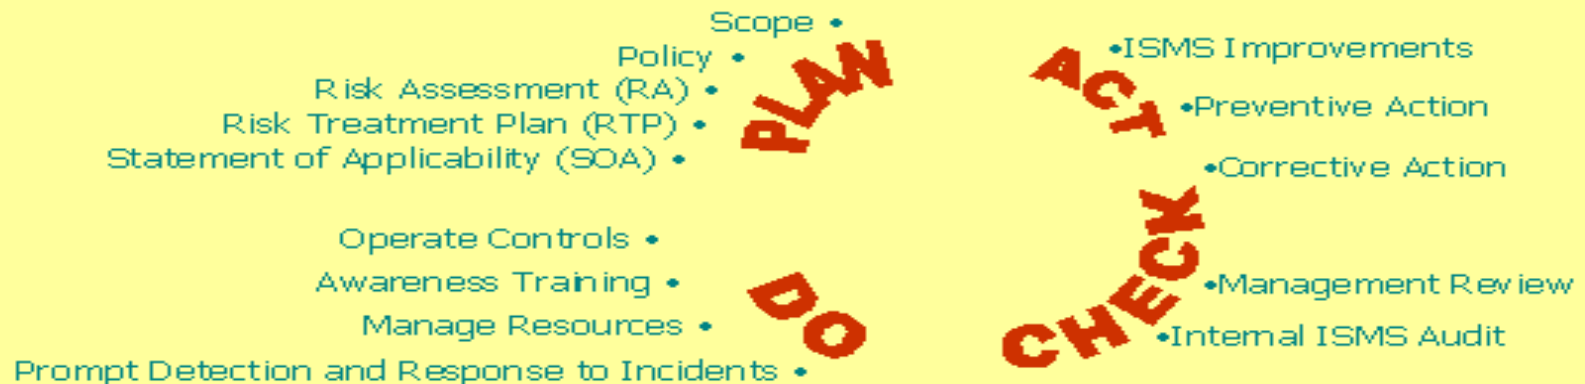 Scope •
Policy •
Risk Assessment (RA) •
Risk Treatment Plan (RTP) •
Statement of Applicability (SOA) •
PLAN
Operate Controls •
Awareness Training •
Manage Resources •
Prompt Detection and Response to Incidents •
DO
ACT
•ISMS Improvements
•Preventive Action
•Corrective Action
CHECK
•Management Review
•Internal ISMS Audit